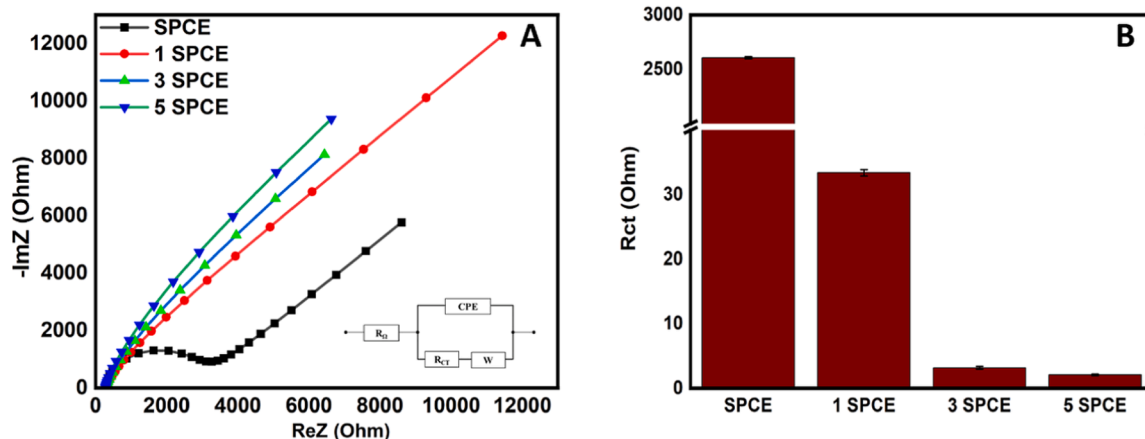 A
SPCE
1 SPCE
3 SPCE
5 SPCE
12000
10000
8000
6000
4000
2000
0
-ImZ (Ohm)
CPE
RΩ
RCT
W
0 2000 4000 6000 8000 10000 12000
ReZ (Ohm)
B
3000
2500
30
20
10
0
Rct (Ohm)
SPCE 1 SPCE 3 SPCE 5 SPCE